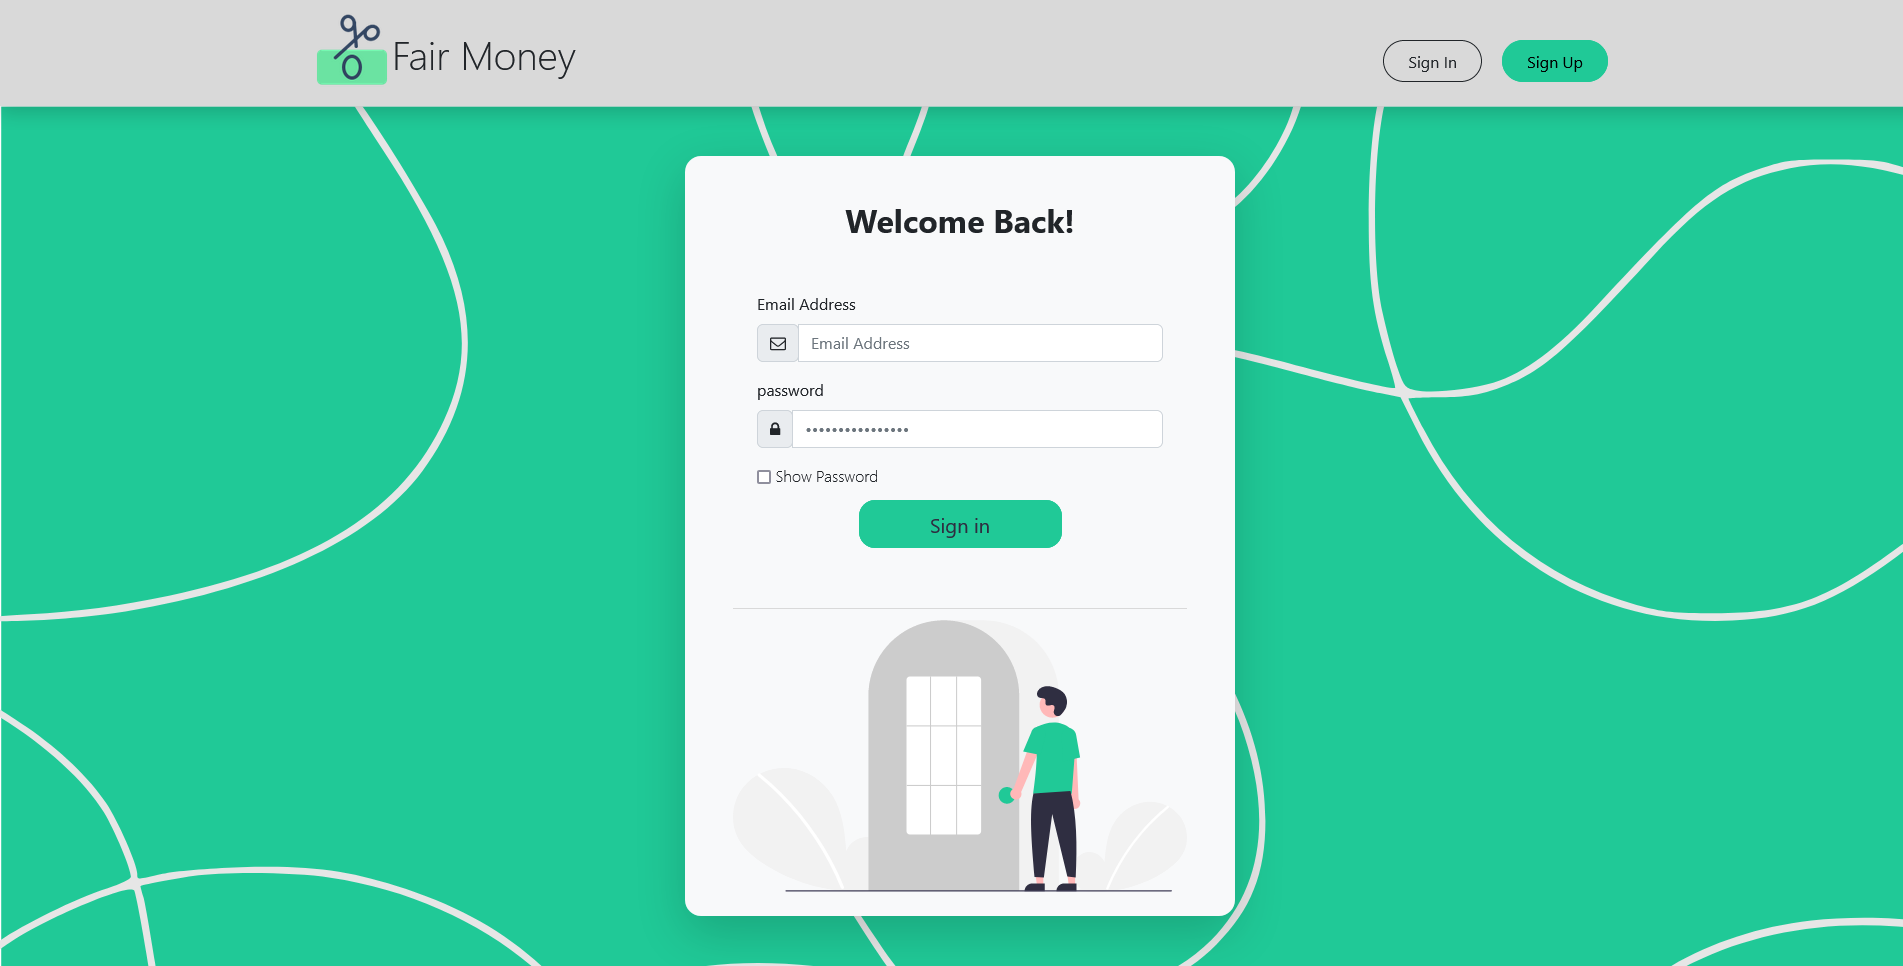 Fair Money
Sign In
Sign Up
Welcome Back!
Email Address
Email Address
password
••••••••••••••••
Show Password
Sign in